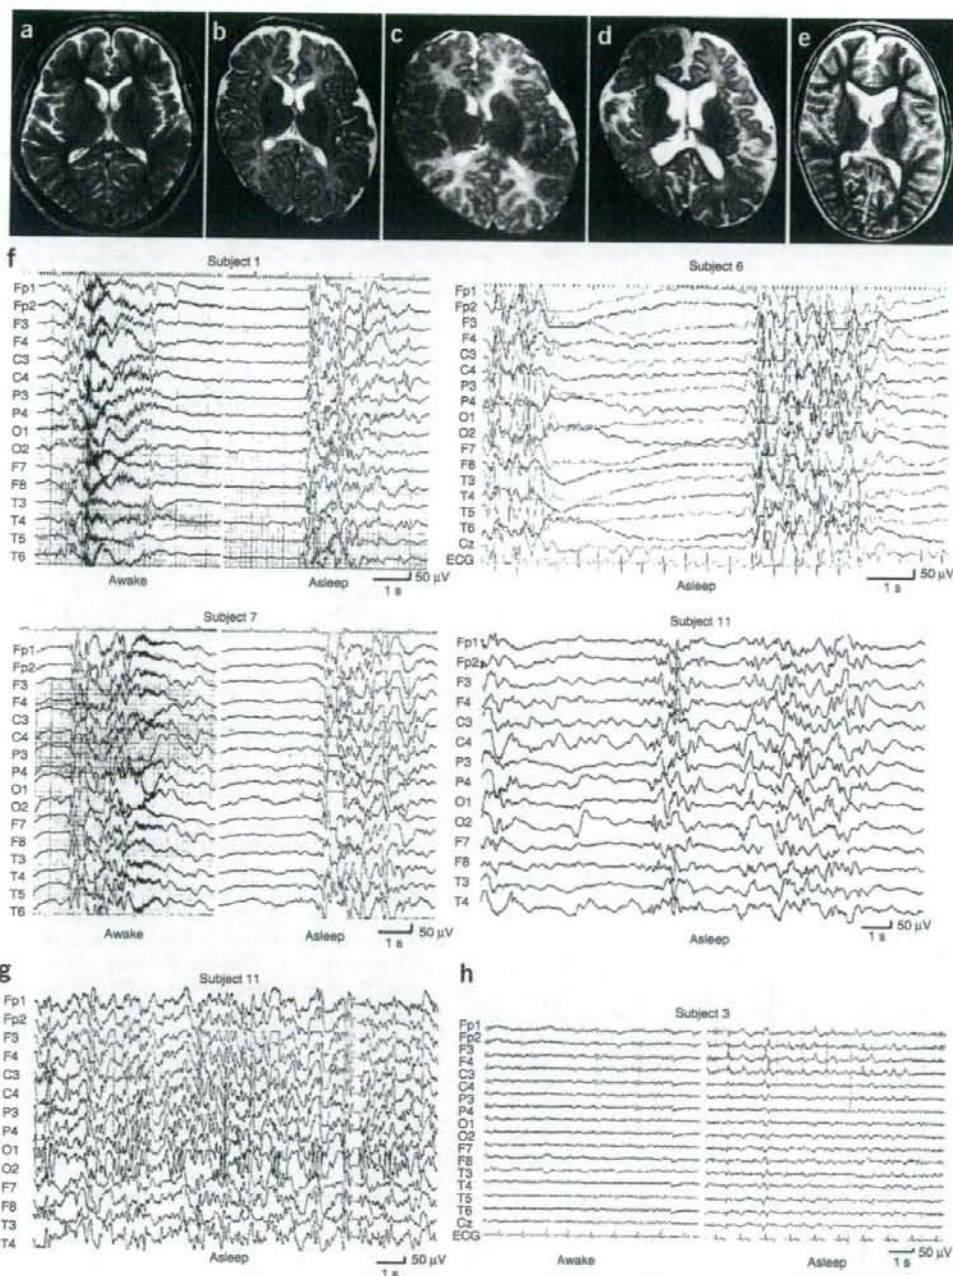 a b c d e
f
Subject 1
Fp1
Fp2
F3
F4
C3
C4
P3
P4
O1
O2
F7
F8
T3
T4
T5
T6
Awake Asleep 50 μV
1 s
Subject 6
Fp1
Fp2
F3
F4
C3
C4
P3
P4
O1
O2
F7
F8
T3
T4
T5
T6
Cz
ECG
Asleep 50 μV
1 s
Subject 7
Fp1
Fp2
F3
F4
C3
C4
P3
P4
O1
O2
F7
F8
T3
T4
T5
T6
Awake Asleep 50 μV
1 s
Subject 11
Fp1
Fp2
F3
F4
C3
C4
P3
P4
O1
O2
F7
F8
T3
T4
Asleep 50 μV
1 s
g
Subject 11
Fp1
Fp2
F3
F4
C3
C4
P3
P4
O1
O2
F7
F8
T3
T4
Asleep 50 μV
1 s
h
Subject 3
Fp1
Fp2
F3
F4
C3
C4
P3
P4
O1
O2
F7
F8
T3
T4
T5
T6
Cz
ECG
Awake Asleep 50 μV
1 s